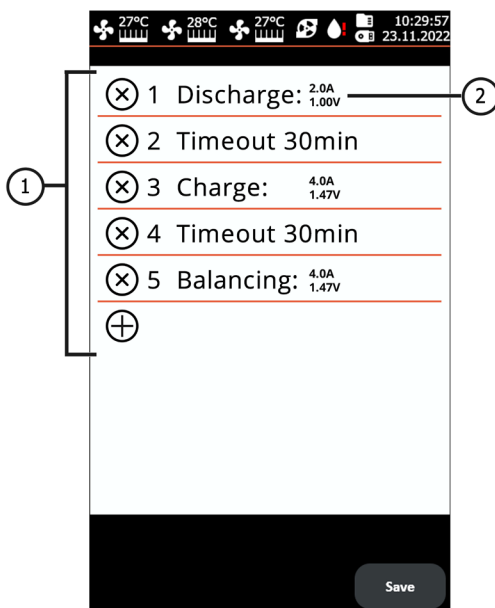 27°C 28°C 27°C 10:29:57
23.11.2022
1 Discharge: 2.0A
1.00V
2
2 Timeout 30min
1
3 Charge: 4.0A
1.47V
4 Timeout 30min
5 Balancing: 4.0A
1.47V
Save